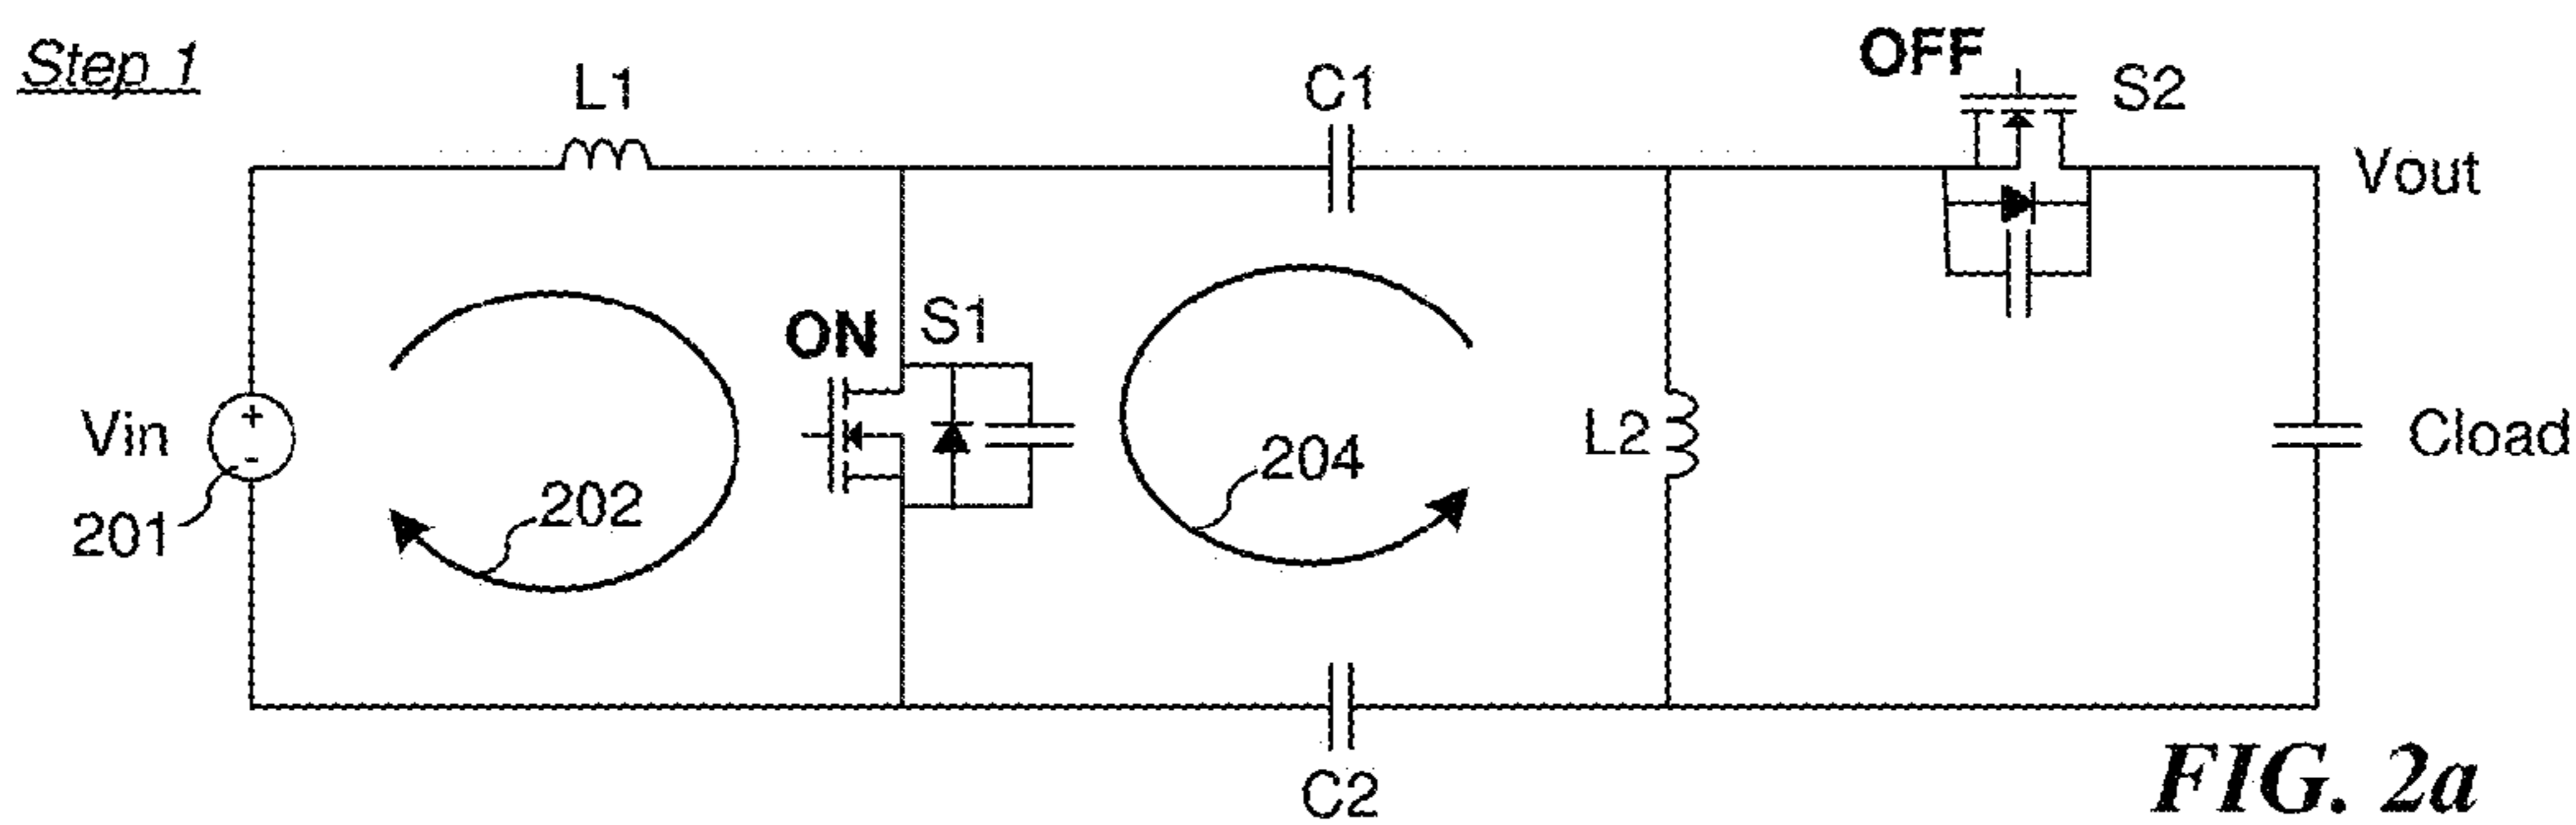 Step 1
L1
C1
OFF
S2
Vout
ON
S1
Vin
+
-
201
202
204
L2
Cload
C2
FIG. 2a